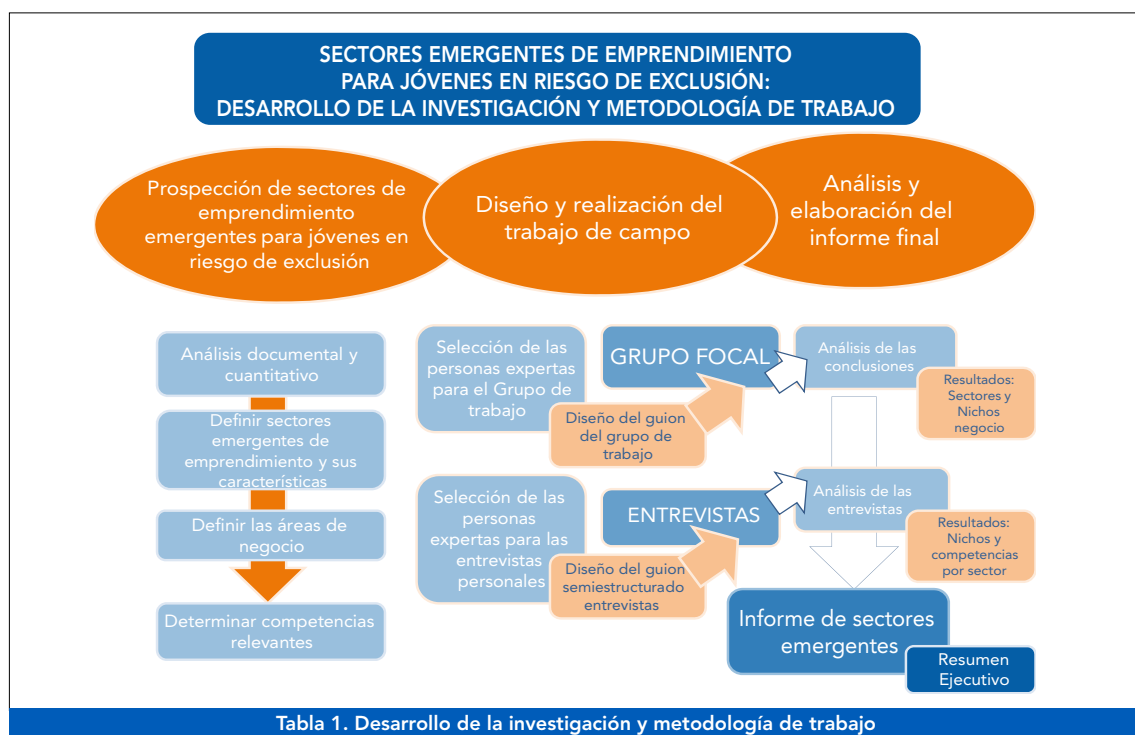 SECTORES EMERGENTES DE EMPRENDIMIENTO
PARA JÓVENES EN RIESGO DE EXCLUSIÓN:
DESARROLLO DE LA INVESTIGACIÓN Y METODOLOGÍA DE TRABAJO
Prospección de sectores de
emprendimiento
emergentes para jóvenes en
riesgo de exclusión
Diseño y realización del
trabajo de campo
Análisis y
elaboración del
informe final
Análisis documental y
cuantitativo
Definir sectores
emergentes de
emprendimiento y sus
características
Definir las áreas de
negocio
Determinar competencias
relevantes
Selección de las
personas expertas
para el Grupo de
trabajo
Diseño del guion
del grupo de
trabajo
GRUPO FOCAL
Análisis de las
conclusiones
Resultados:
Sectores y
Nichos
negocio
Selección de las
personas
expertas para las
entrevistas
personales
Diseño del guion
semiestructurado
entrevistas
ENTREVISTAS
Análisis de las
entrevistas
Resultados:
Nichos y
competencias
por sector
Informe de sectores
emergentes
Resumen
Ejecutivo
Tabla 1. Desarrollo de la investigación y metodología de trabajo